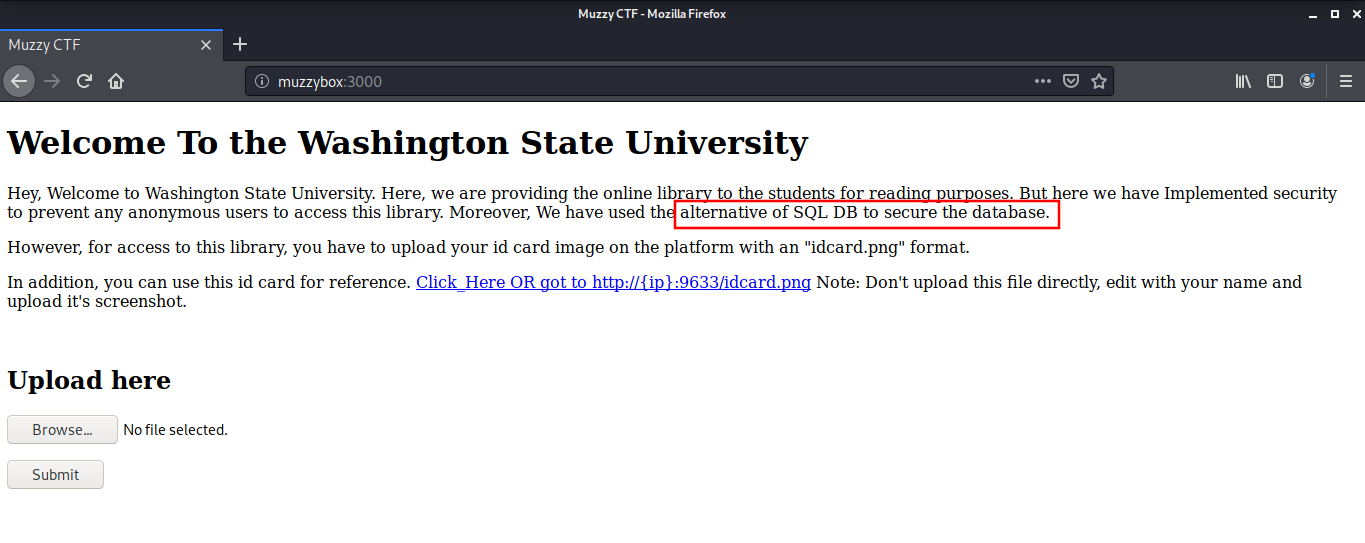 Muzzy CTF - Mozilla Firefox
Muzzy CTF
muzzybox:3000
Welcome To the Washington State University
Hey, Welcome to Washington State University. Here, we are providing the online library to the students for reading purposes. But here we have Implemented security
to prevent any anonymous users to access this library. Moreover, We have used the alternative of SQL DB to secure the database.
However, for access to this library, you have to upload your id card image on the platform with an "idcard.png" format.
In addition, you can use this id card for reference. Click_Here OR got to http://{ip}:9633/idcard.png Note: Don't upload this file directly, edit with your name and
upload it's screenshot.
Upload here
Browse... No file selected.
Submit